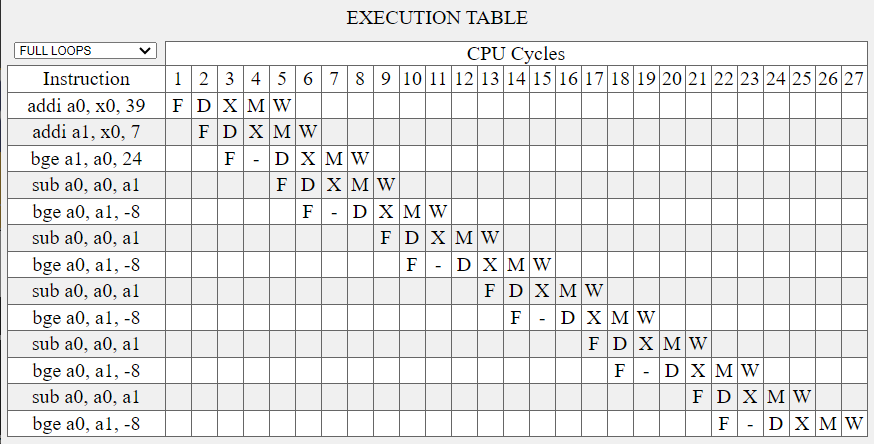 EXECUTION TABLE
FULL LOOPS
CPU Cycles
Instruction 1 2 3 4 5 6 7 8 9 10 11 12 13 14 15 16 17 18 19 20 21 22 23 24 25 26 27
addi a0, x0, 39 F D X M W
addi a1, x0, 7 F D X M W
bge a1, a0, 24 F - D X M W
sub a0, a0, a1 F D X M W
bge a0, a1, -8 F - D X M W
sub a0, a0, a1 F D X M W
bge a0, a1, -8 F - D X M W
sub a0, a0, a1 F D X M W
bge a0, a1, -8 F - D X M W
sub a0, a0, a1 F D X M W
bge a0, a1, -8 F - D X M W
sub a0, a0, a1 F D X M W
bge a0, a1, -8 F - D X M W